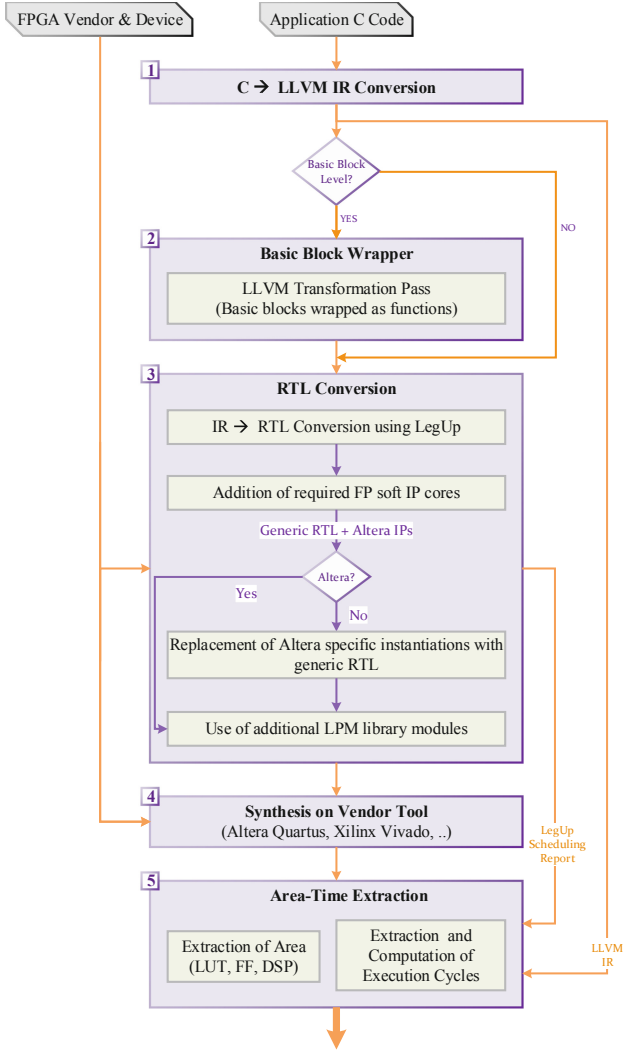 FPGA Vendor & Device
Application C Code
1
C → LLVM IR Conversion
Basic Block
Level?
YES
NO
2
Basic Block Wrapper
LLVM Transformation Pass
(Basic blocks wrapped as functions)
3
RTL Conversion
IR → RTL Conversion using LegUp
Addition of required FP soft IP cores
Generic RTL + Altera IPs
Altera?
Yes
No
Replacement of Altera specific instantiations with
generic RTL
Use of additional LPM library modules
4
Synthesis on Vendor Tool
(Altera Quartus, Xilinx Vivado, ..)
LegUp
Scheduling
Report
5
Area-Time Extraction
Extraction of Area
(LUT, FF, DSP)
Extraction and
Computation of
Execution Cycles
LLVM
IR